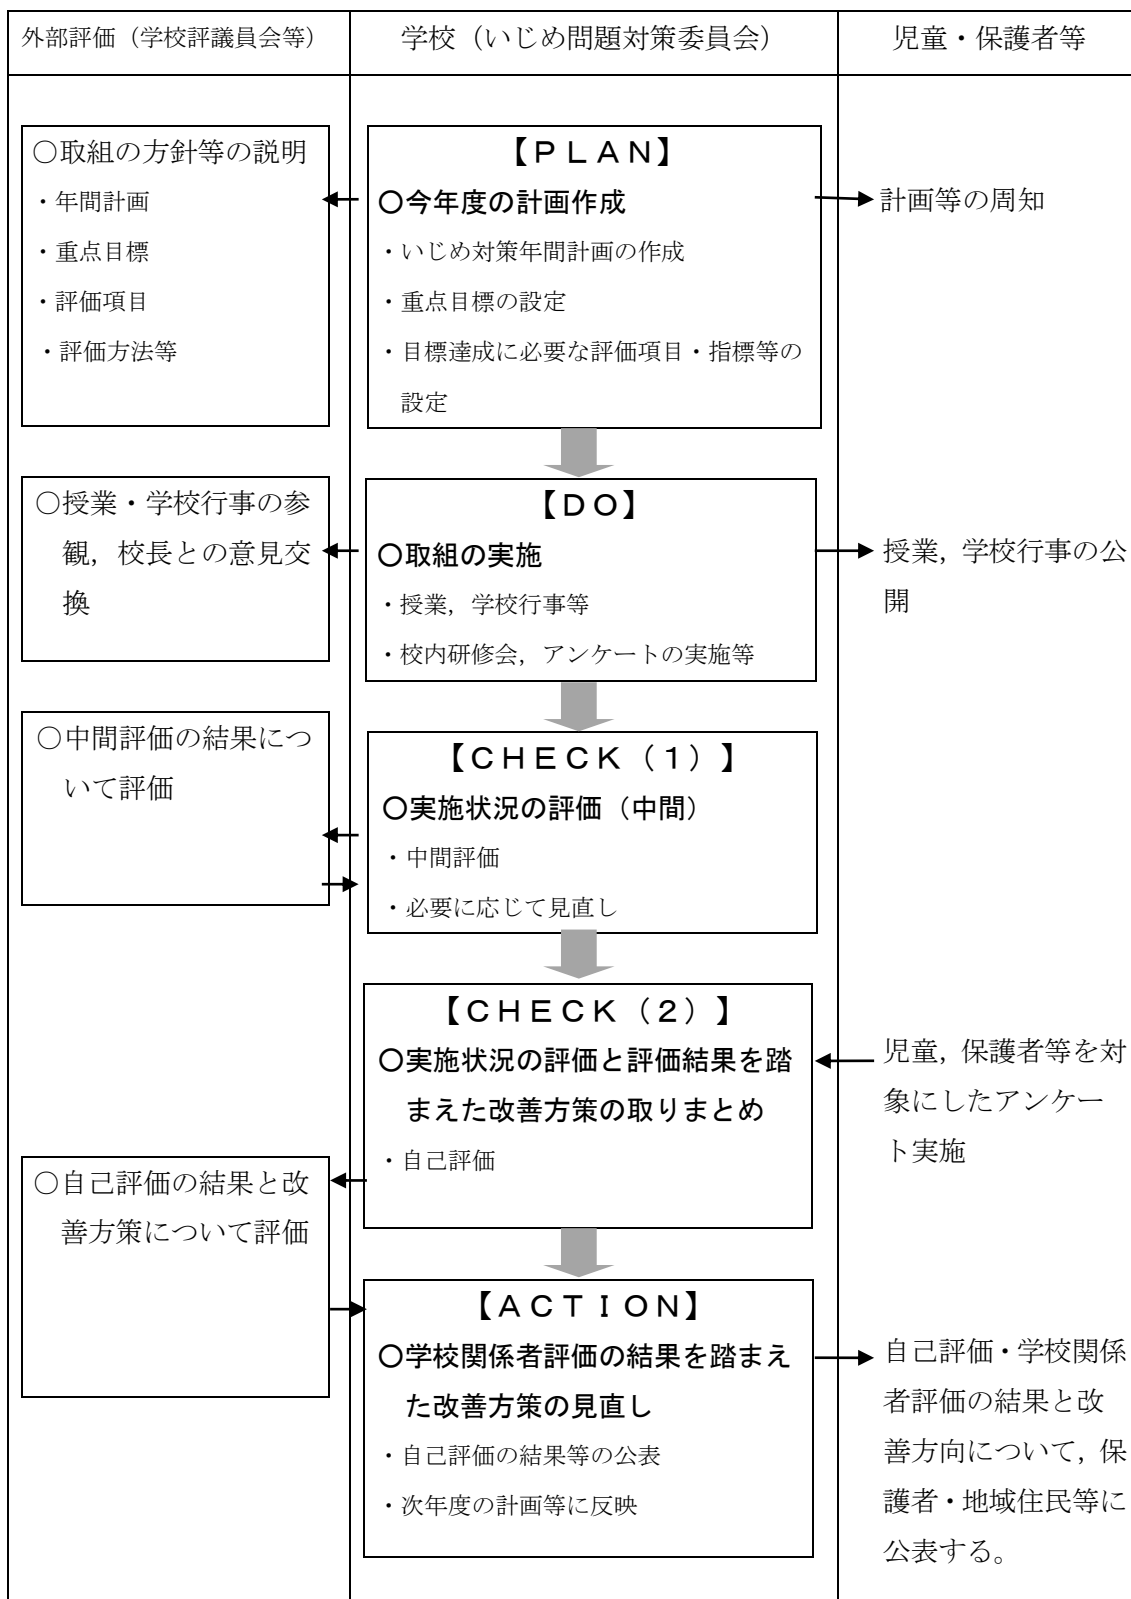 外部評価（学校評議員会等）
学校（いじめ問題対策委員会）
児童・保護者等
○取組の方針等の説明
・年間計画
・重点目標
・評価項目
・評価方法等
【ＰＬＡＮ】
○今年度の計画作成
・いじめ対策年間計画の作成
・重点目標の設定
・目標達成に必要な評価項目・指標等の
設定
計画等の周知
○授業・学校行事の参
観，校長との意見交
換
【ＤＯ】
○取組の実施
・授業，学校行事等
・校内研修会，アンケートの実施等
授業，学校行事の公
開
○中間評価の結果につ
いて評価
【ＣＨＥＣＫ（１）】
○実施状況の評価（中間）
・中間評価
・必要に応じて見直し
【ＣＨＥＣＫ（２）】
○実施状況の評価と評価結果を踏
まえた改善方策の取りまとめ
・自己評価
児童，保護者等を対
象にしたアンケー
ト実施
○自己評価の結果と改
善方策について評価
【ＡＣＴＩＯＮ】
○学校関係者評価の結果を踏まえ
た改善方策の見直し
・自己評価の結果等の公表
・次年度の計画等に反映
自己評価・学校関係
者評価の結果と改
善方向について，保
護者・地域住民等に
公表する。